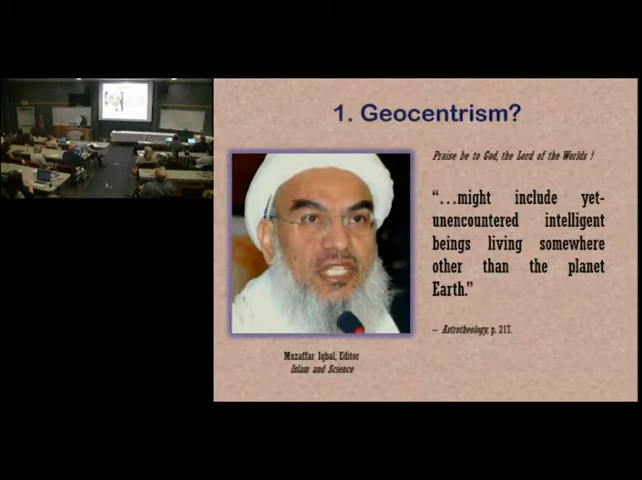 1. Geocentrism?
Praise be to God, the Lord of the Worlds !
“…might include yet-
unencountered intelligent
beings living somewhere
other than the planet
Earth.”
– Astrotheology, p. 217.
Muzaffar Iqbal, Editor
Islam and Science